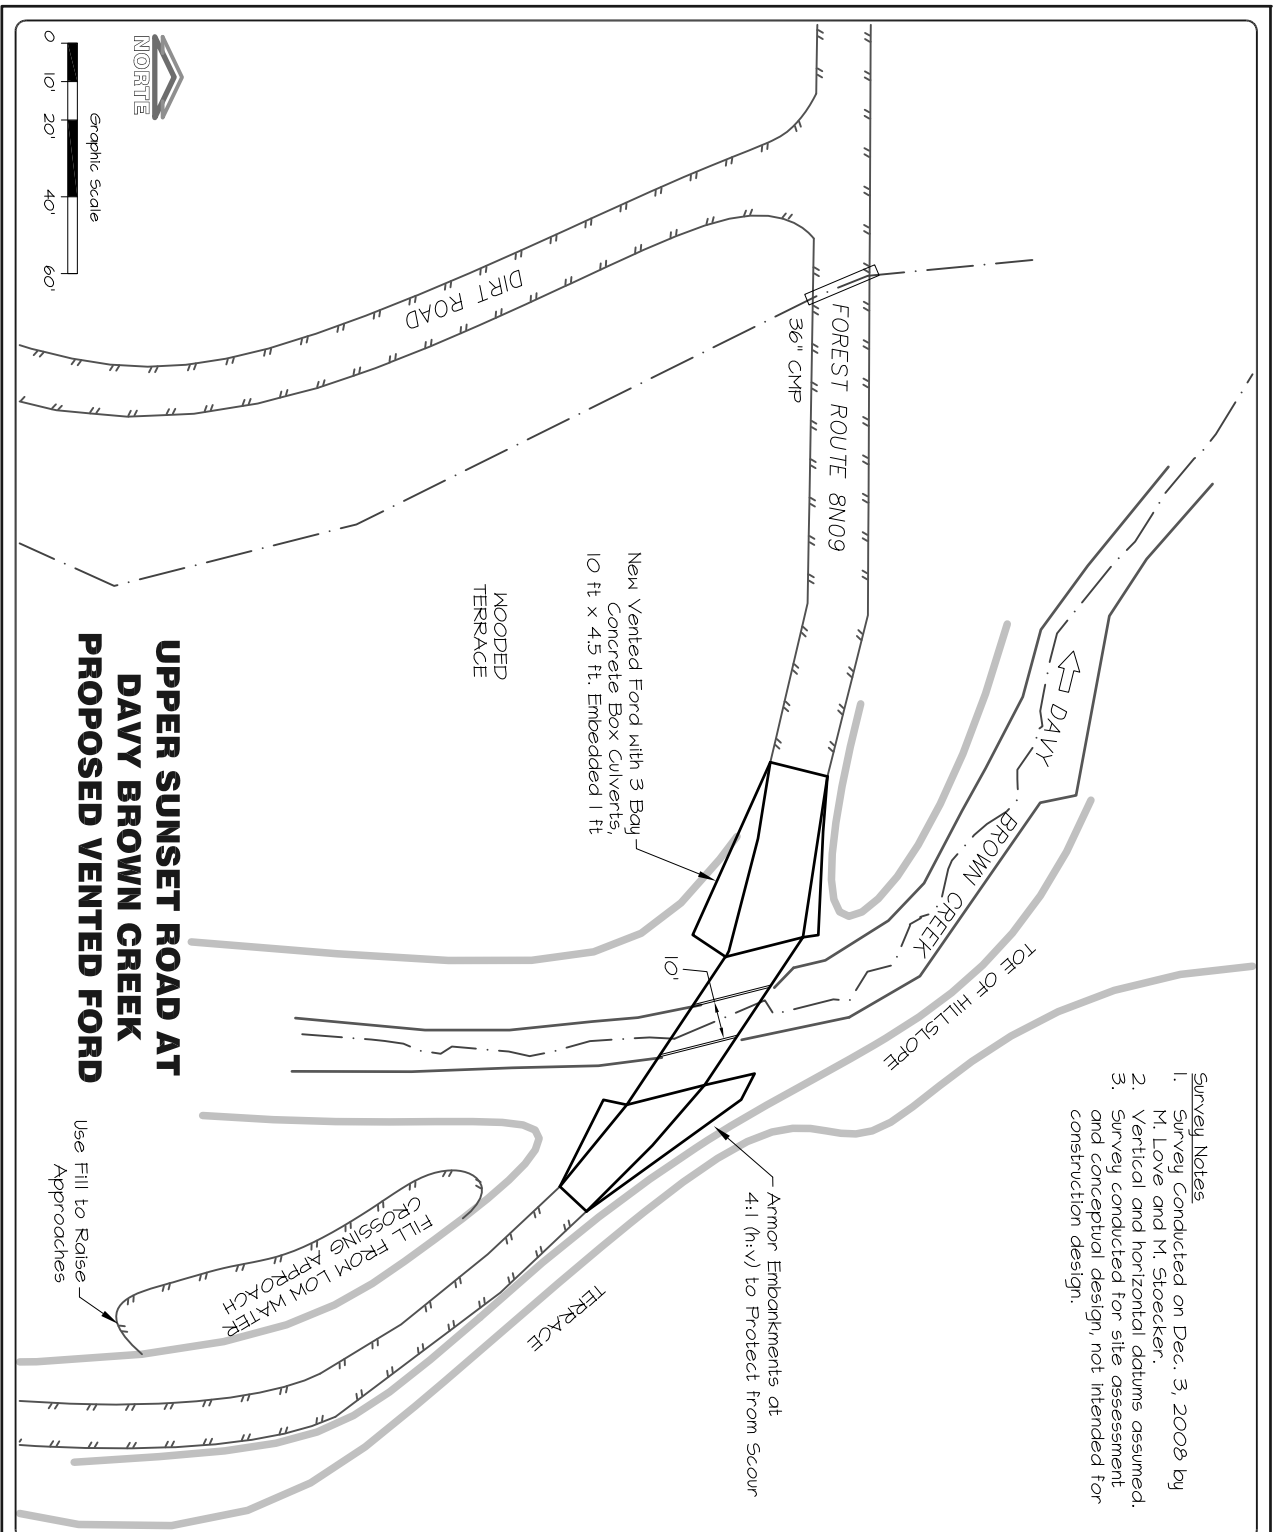 Survey Notes
1. Survey Conducted on Dec. 3, 2008 by
M. Love and M. Stoecker.
2. Vertical and horizontal datums assumed.
3. Survey conducted for site assessment
and conceptual design, not intended for
construction design.
DAVY
BROWN CREEK
TOE OF HILLSLOPE
FOREST ROUTE 8N09
36" CMP
DIRT ROAD
New Vented Ford with 3 Bay
Concrete Box Culverts,
10 ft x 4.5 ft. Embedded 1 ft
10'
Armor Embankments at
4:1 (h:v) to Protect from Scour
WOODED
TERRACE
TERRACE
FILL FROM LOW WATER
CROSSING APPROACH
Use Fill to Raise
Approaches
UPPER SUNSET ROAD AT
DAVY BROWN CREEK
PROPOSED VENTED FORD
NORTE
Graphic Scale
0 10' 20' 40' 60'